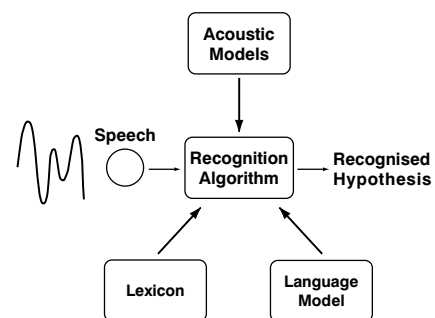 Acoustic
Models
Speech
Recognition
Algorithm
Recognised
Hypothesis
Lexicon
Language
Model